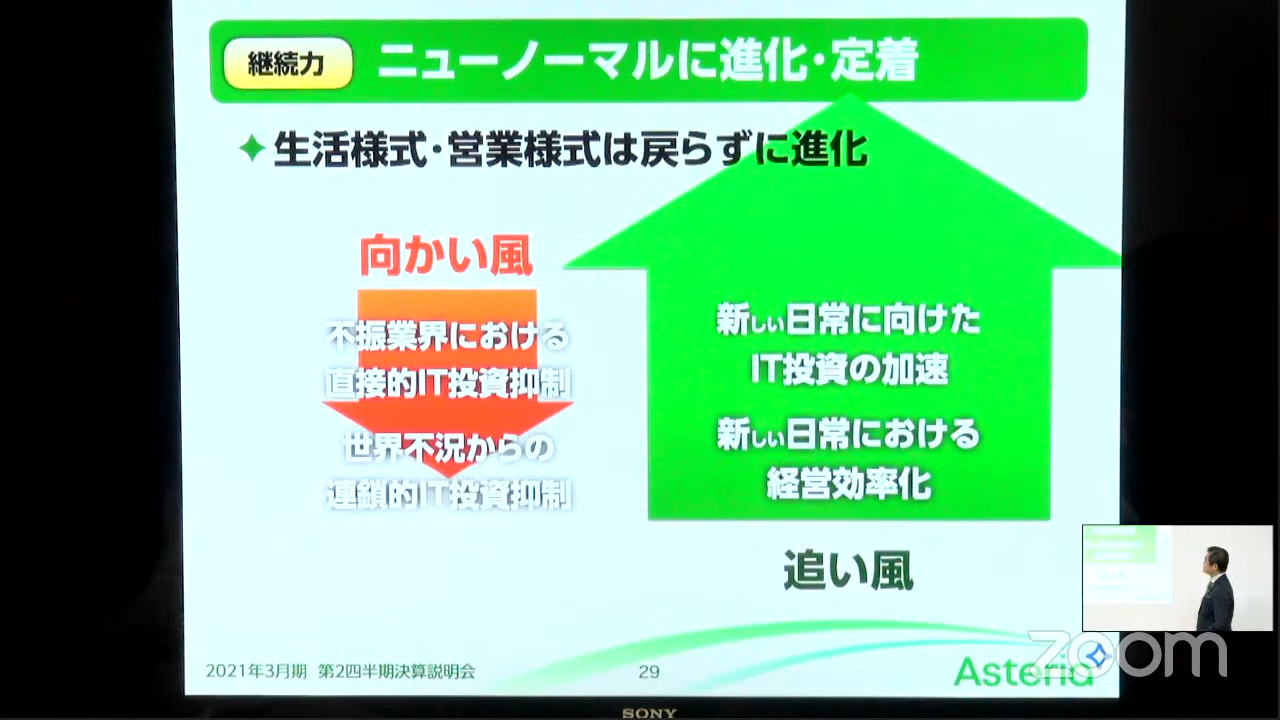 継続力
ニューノーマルに進化・定着
生活様式・営業様式は戻らずに進化
向かい風
不振業界における
直接的IT投資抑制
世界不況からの
連鎖的IT投資抑制
新しい日常に向けた
IT投資の加速
新しい日常における
経営効率化
追い風
2021年3月期 第2四半期決算説明会
29
Asteria
zoom
SONY